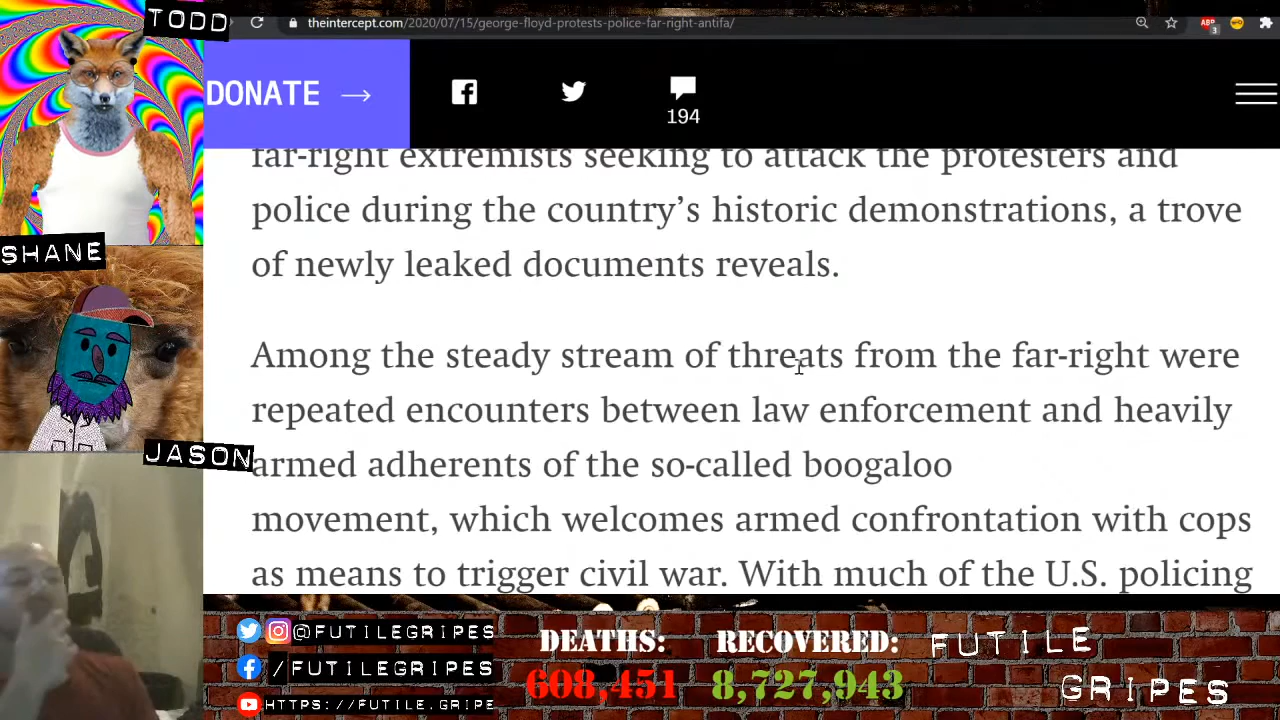 TODD
theintercept.com/2020/07/15/george-floyd-protests-police-far-right-antifa/
ABP
3
DONATE →
194
far-right extremists seeking to attack the protesters and
police during the country's historic demonstrations, a trove
of newly leaked documents reveals.
SHANE
Among the steady stream of threats from the far-right were
repeated encounters between law enforcement and heavily
JASON
armed adherents of the so-called boogaloo
movement, which welcomes armed confrontation with cops
as means to trigger civil war. With much of the U.S. policing
@FUTILEGRIPES
/FUTILEGRIPES
HTTPS://FUTILE.GRIPE
DEATHS:
608,451
RECOVERED:
8,727,943
FUTILE
GRIPES